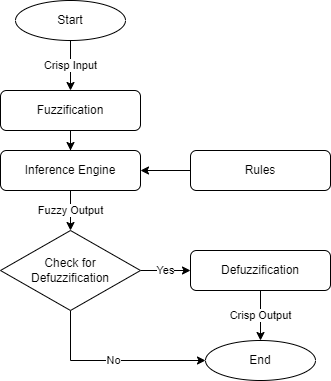 Start
Crisp Input
Fuzzification
Inference Engine
Rules
Fuzzy Output
Check for
Defuzzification
Yes
Defuzzification
Crisp Output
No
End